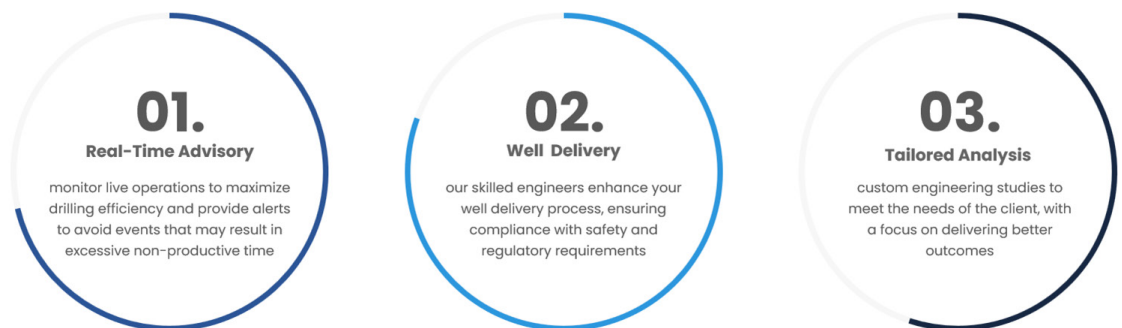 01.
Real-Time Advisory
monitor live operations to maximize
drilling efficiency and provide alerts
to avoid events that may result in
excessive non-productive time
02.
Well Delivery
our skilled engineers enhance your
well delivery process, ensuring
compliance with safety and
regulatory requirements
03.
Tailored Analysis
custom engineering studies to
meet the needs of the client, with
a focus on delivering better
outcomes